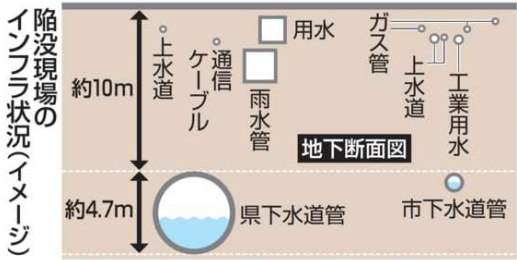 陥没現場の
インフラ状況(イメージ)
約10m
上水道
通信
ケーブル
用水
雨水管
ガス管
上水道
工業用水
地下断面図
約4.7m
県下水道管
市下水道管